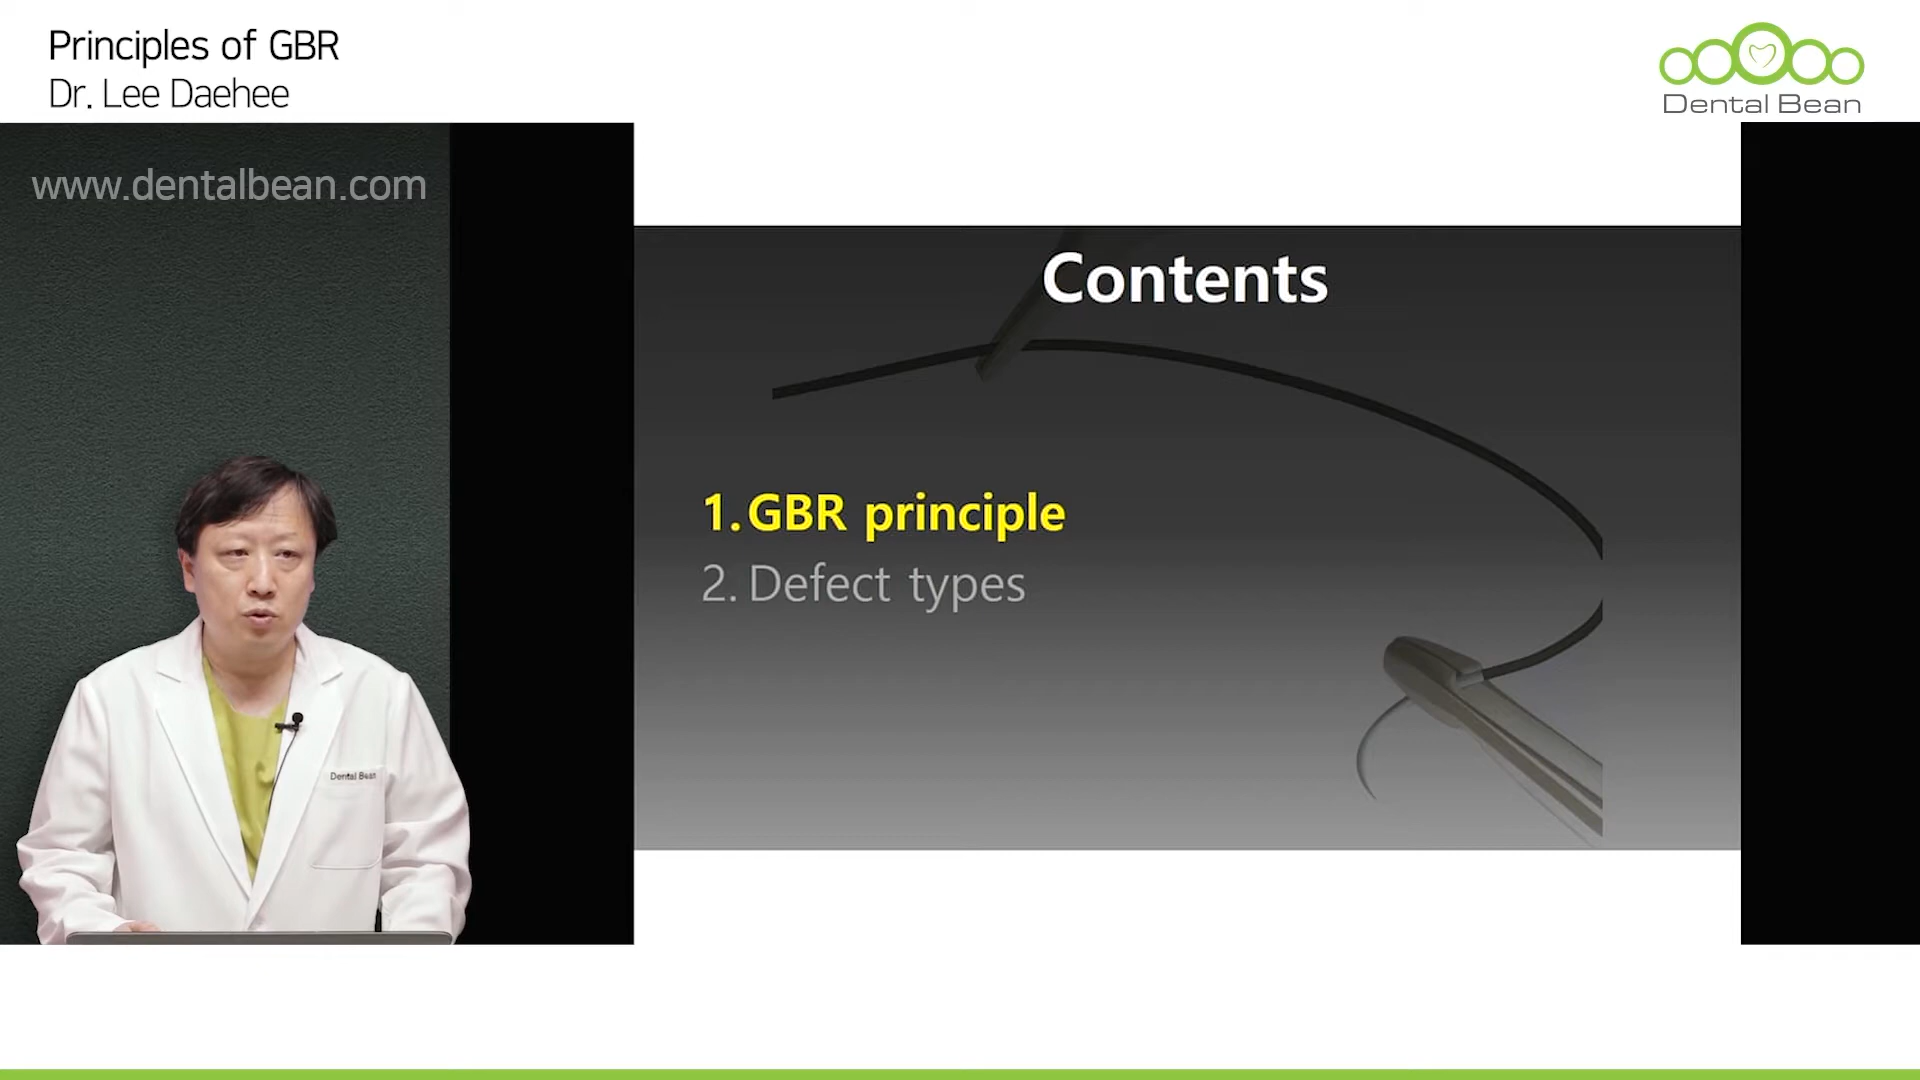 Principles of GBR
Dr. Lee Daehee
Dental Bean
www.dentalbean.com
Contents
1. GBR principle
2. Defect types
Dental Bean